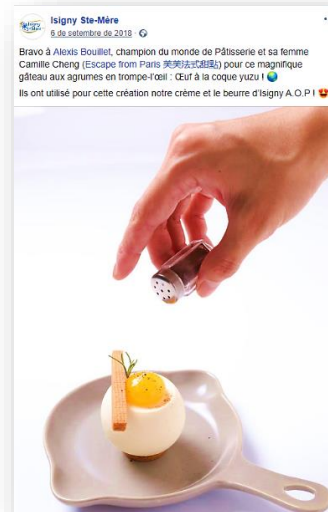 Isigny Ste-Mère
6 de setembre de 2018 ·
Bravo à Alexis Bouillet, champion du monde de Pâtisserie et sa femme
Camille Cheng (Escape from Paris 芙芙法式甜點) pour ce magnifique
gâteau aux agrumes en trompe-l'œil : Œuf à la coque yuzu ! 🌍
Ils ont utilisé pour cette création notre crème et le beurre d'Isigny A.O.P ! 🤩